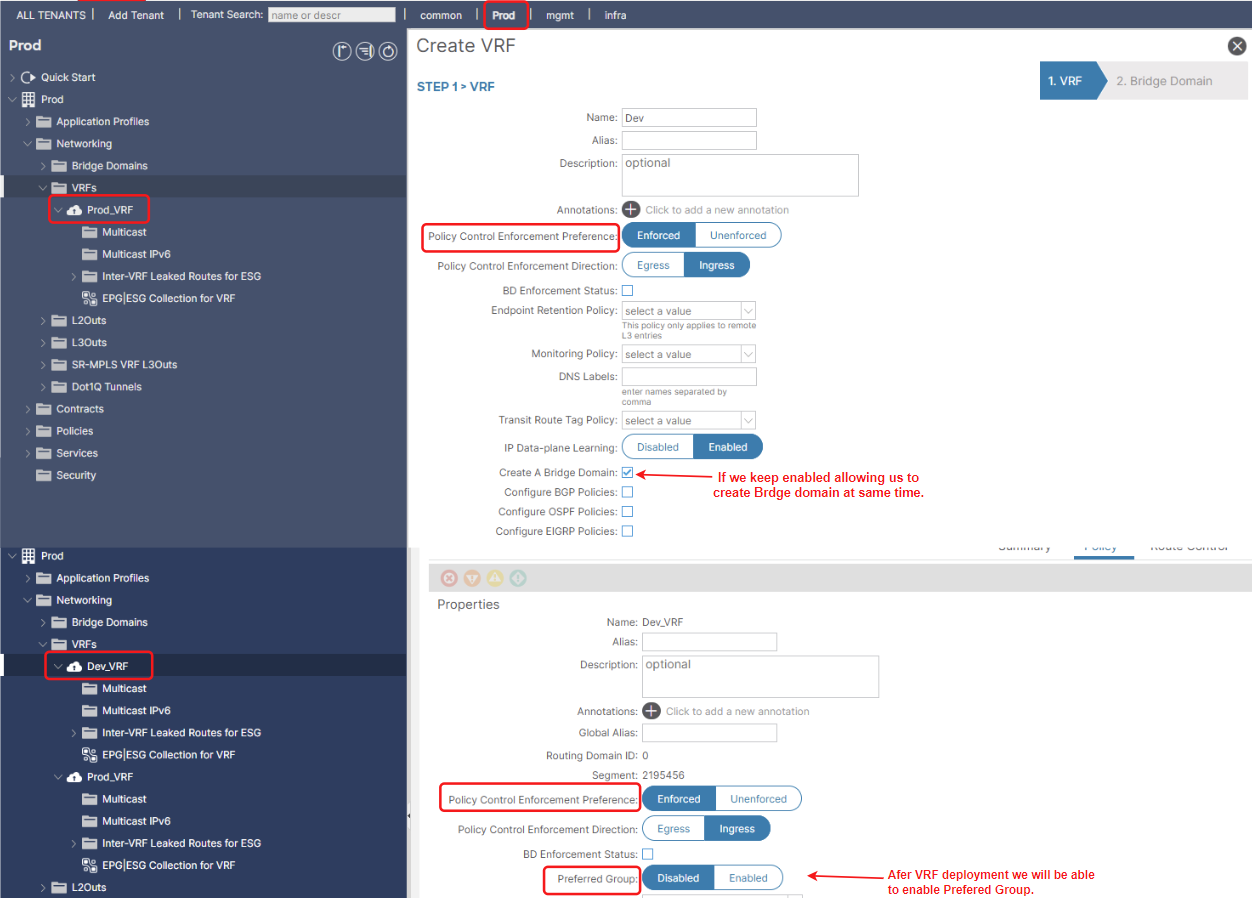 ALL TENANTS | Add Tenant | Tenant Search: name or descr | common | Prod | mgmt | infra
Prod
Quick Start
Prod
Application Profiles
Networking
Bridge Domains
VRFs
Prod_VRF
Multicast
Multicast IPv6
Inter-VRF Leaked Routes for ESG
EPG|ESG Collection for VRF
L2Outs
L3Outs
SR-MPLS VRF L3Outs
Dot1Q Tunnels
Contracts
Policies
Services
Security
Create VRF
STEP 1 > VRF
1. VRF
2. Bridge Domain
Name: Dev
Alias:
Description: optional
Annotations: Click to add a new annotation
Policy Control Enforcement Preference: Enforced Unenforced
Policy Control Enforcement Direction: Egress Ingress
BD Enforcement Status:
Endpoint Retention Policy: select a value
This policy only applies to remote
L3 entries
Monitoring Policy: select a value
DNS Labels:
enter names separated by
comma
Transit Route Tag Policy: select a value
IP Data-plane Learning: Disabled Enabled
Create A Bridge Domain:
If we keep enabled allowing us to
create Brdge domain at same time.
Configure BGP Policies:
Configure OSPF Policies:
Configure EIGRP Policies:
Prod
Application Profiles
Networking
Bridge Domains
VRFs
Dev_VRF
Multicast
Multicast IPv6
Inter-VRF Leaked Routes for ESG
EPG|ESG Collection for VRF
Prod_VRF
Multicast
Multicast IPv6
Inter-VRF Leaked Routes for ESG
EPG|ESG Collection for VRF
L2Outs
Summary Policy Route Control
Properties
Name: Dev_VRF
Alias:
Description: optional
Annotations: Click to add a new annotation
Global Alias:
Routing Domain ID: 0
Segment: 2195456
Policy Control Enforcement Preference: Enforced Unenforced
Policy Control Enforcement Direction: Egress Ingress
BD Enforcement Status:
Preferred Group: Disabled Enabled
Afer VRF deployment we will be able
to enable Prefered Group.